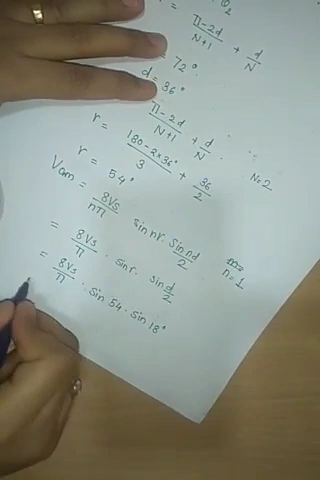 = π-2d/N+1 + d/N
= 72°
d = 36°
r = π-2d/N+1 + d/N
r = 180-2×36°/3 + 36/2 N=2
r = 54°
Vam = 8Vs/nπ sin nr. sin nd/2 n=1
= 8Vs/π . sin r. sin d/2
= 8Vs/π . sin 54. sin 18°